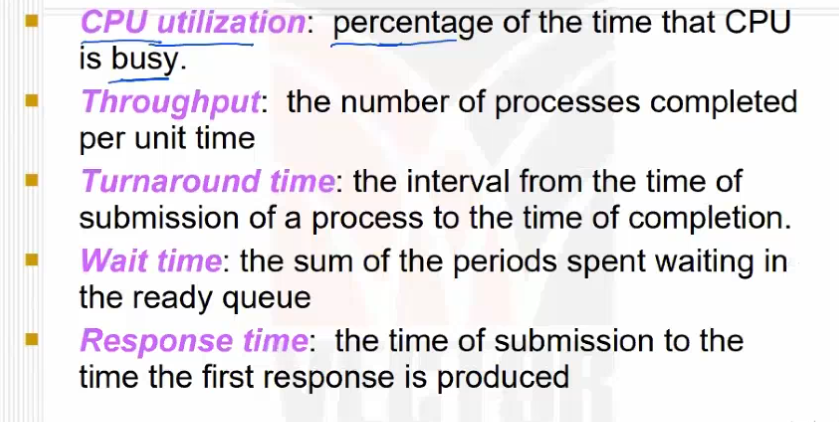 CPU utilization: percentage of the time that CPU
is busy.
Throughput: the number of processes completed
per unit time
Turnaround time: the interval from the time of
submission of a process to the time of completion.
Wait time: the sum of the periods spent waiting in
the ready queue
Response time: the time of submission to the
time the first response is produced
VECTOR